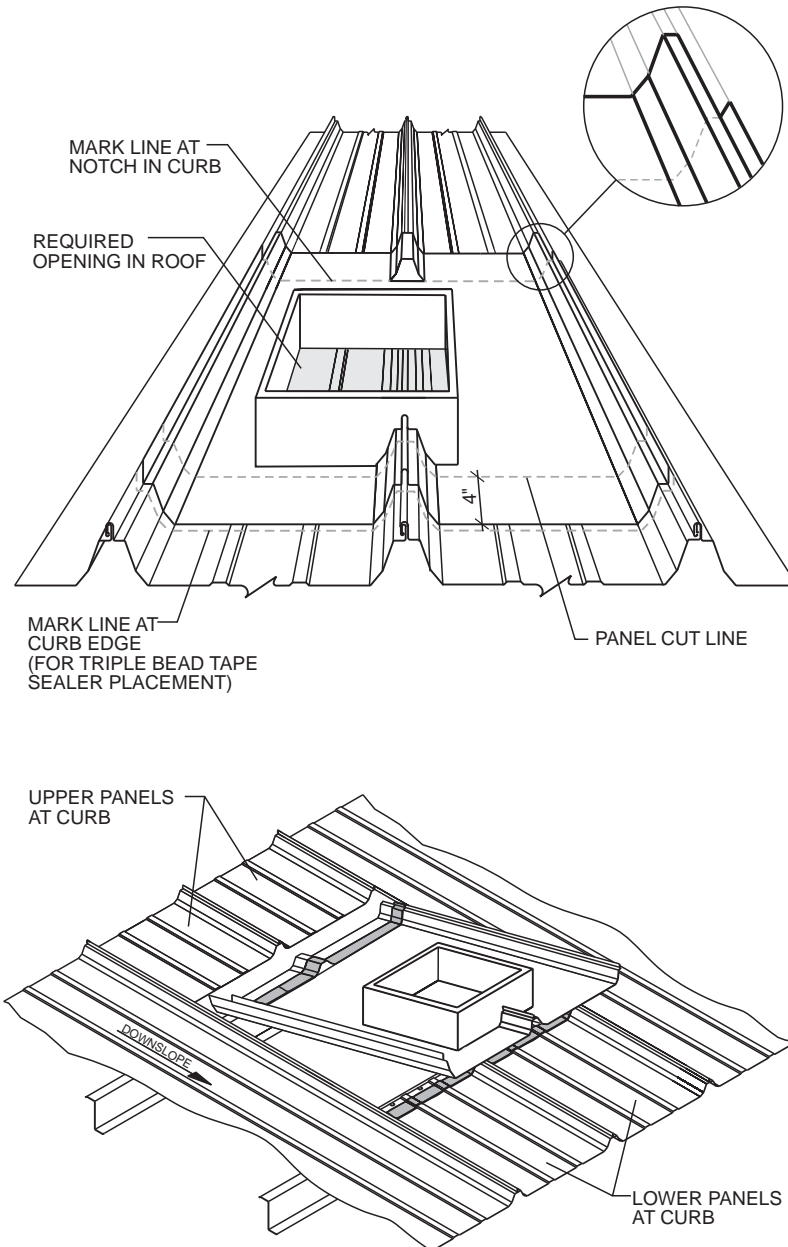 MARK LINE AT
NOTCH IN CURB
REQUIRED
OPENING IN ROOF
4"
MARK LINE AT
CURB EDGE
(FOR TRIPLE BEAD TAPE
SEALER PLACEMENT)
PANEL CUT LINE
UPPER PANELS
AT CURB
DOWNSLOPE
LOWER PANELS
AT CURB